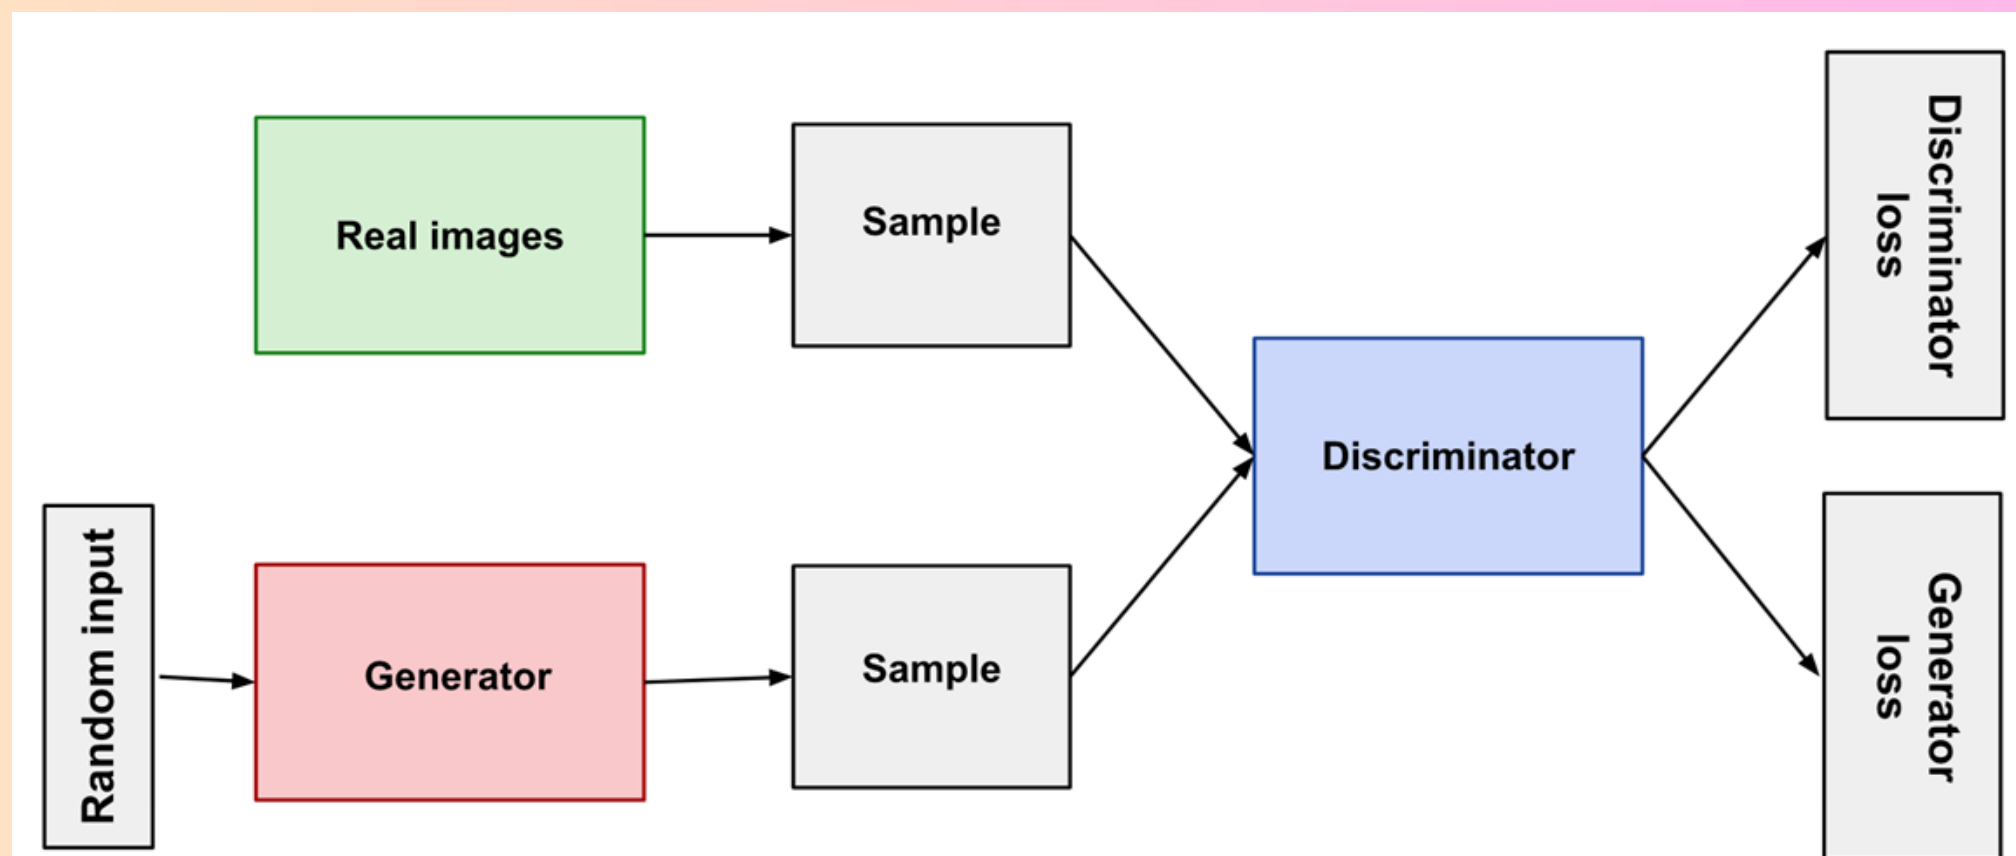 Real images
Sample
Discriminator
loss
Discriminator
Random input
Generator
Sample
Generator
loss